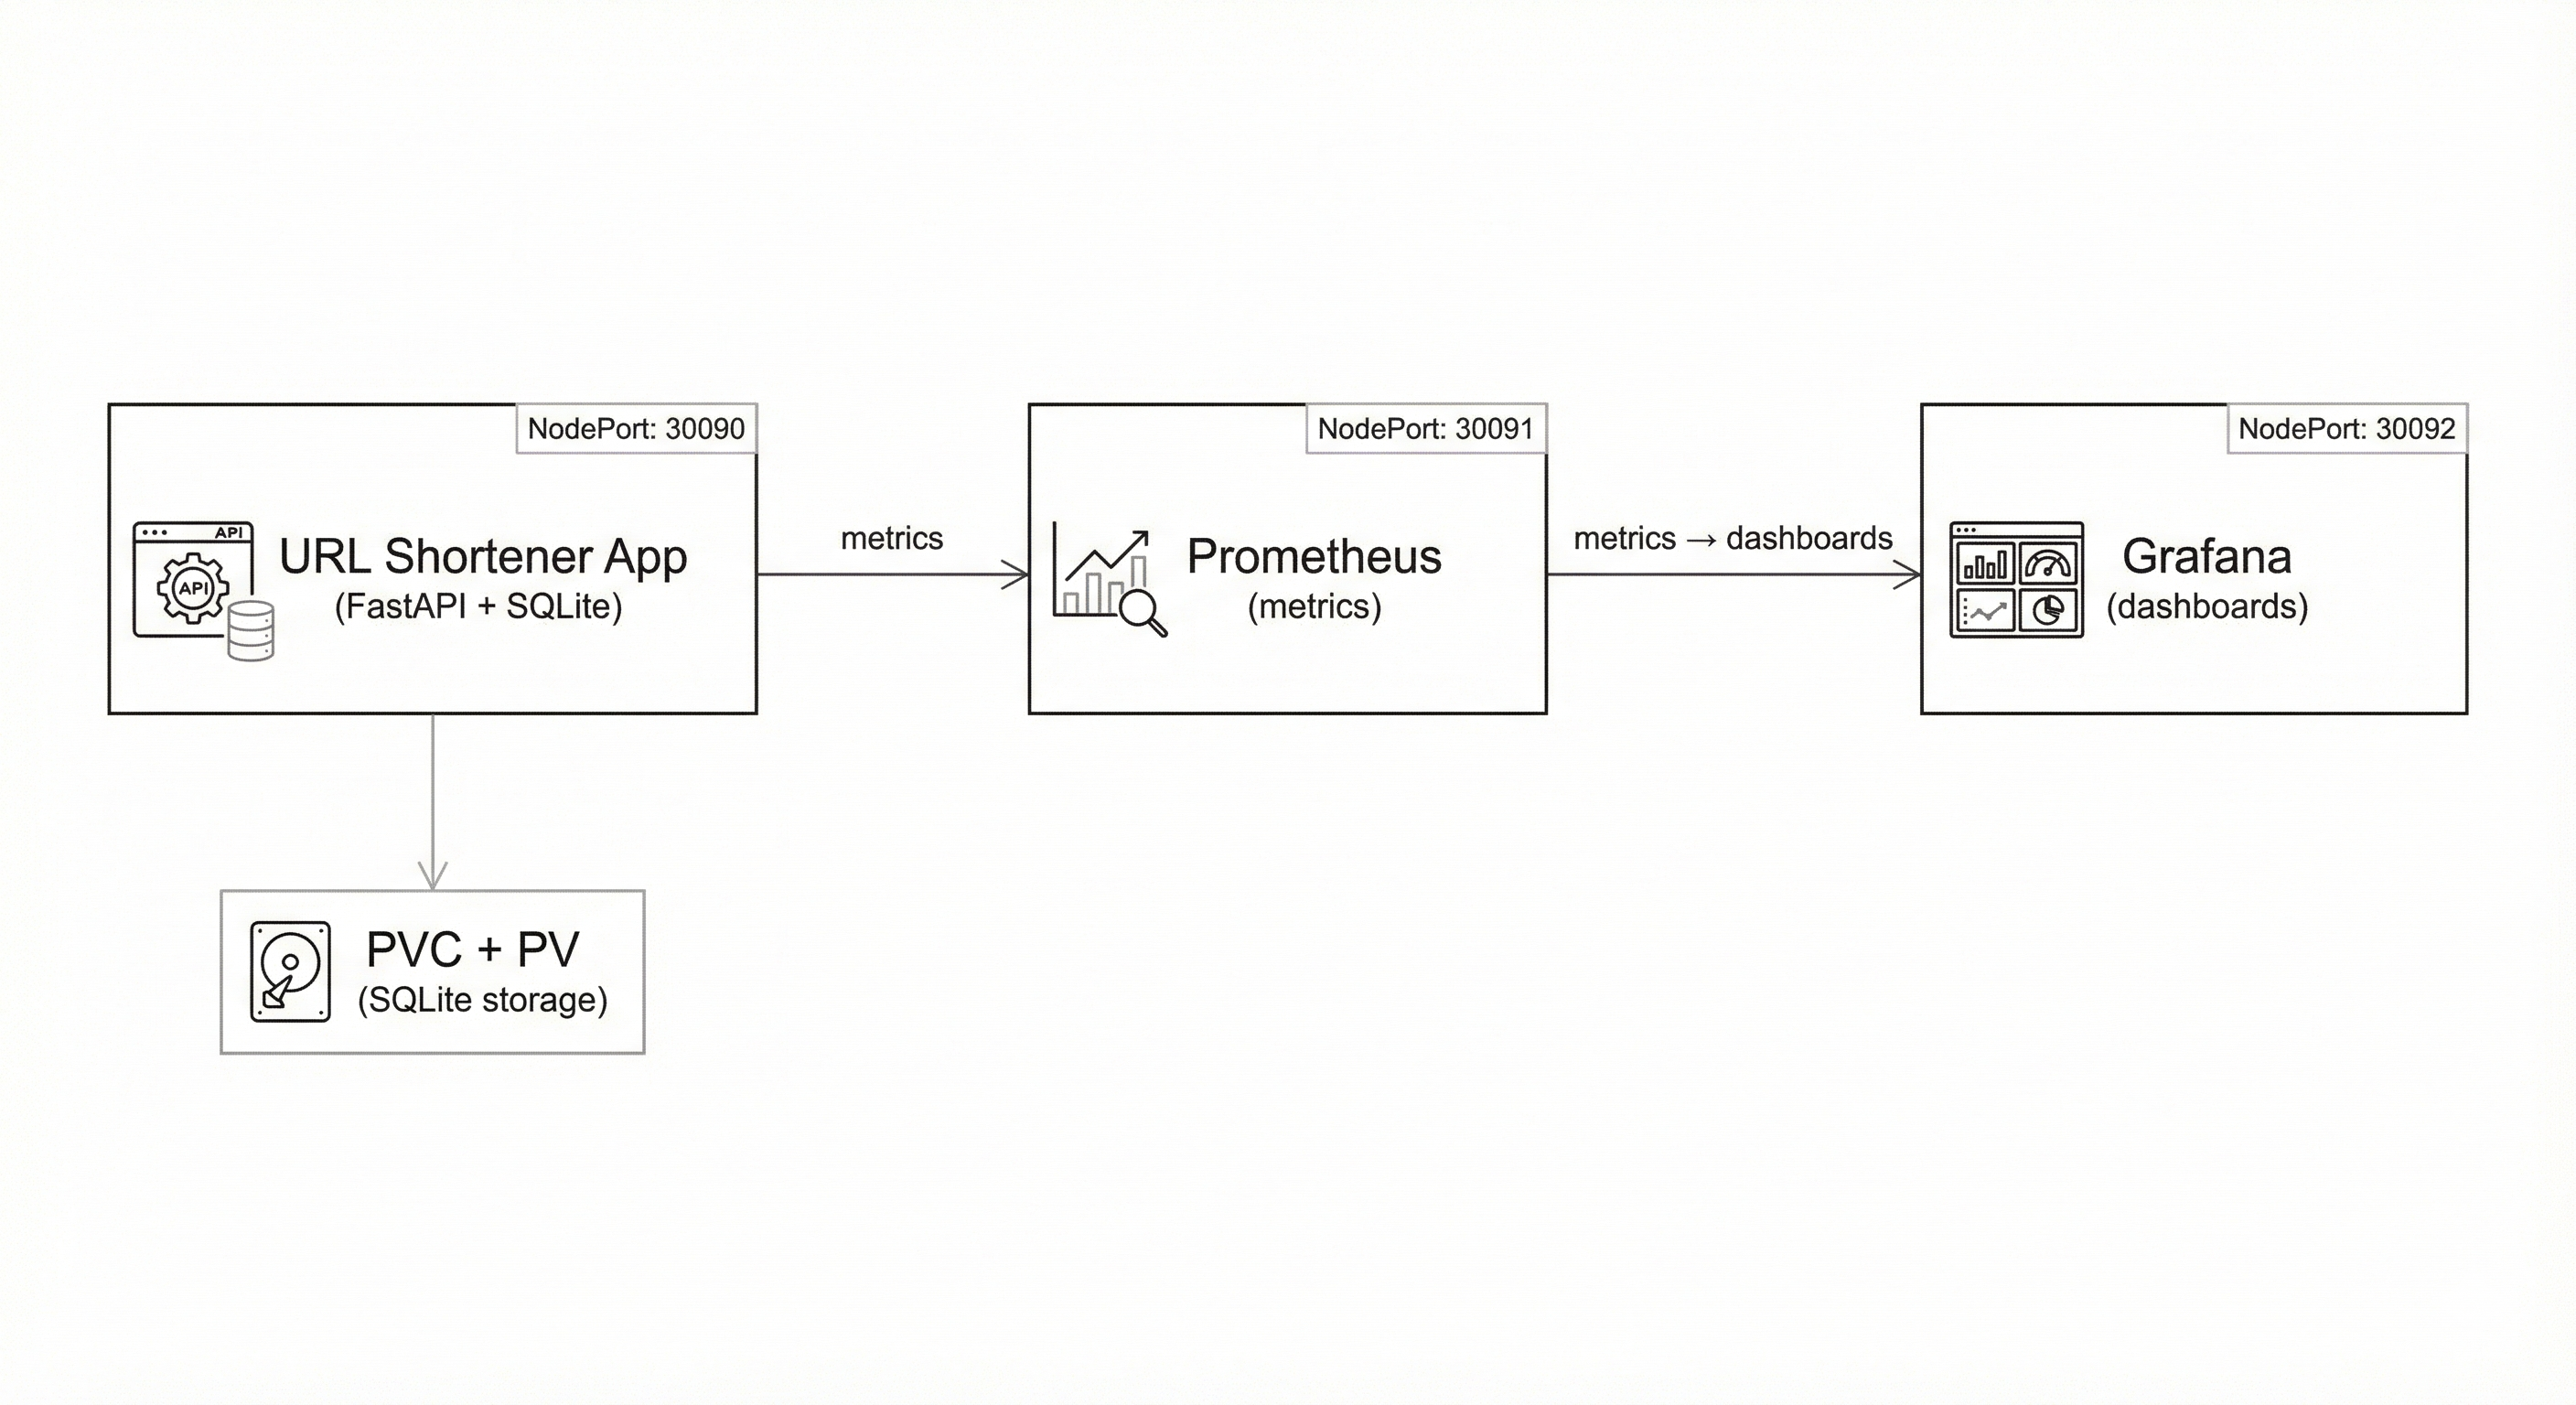 NodePort: 30090
API
API
URL Shortener App
(FastAPI + SQLite)
metrics
NodePort: 30091
Prometheus
(metrics)
metrics → dashboards
NodePort: 30092
Grafana
(dashboards)
PVC + PV
(SQLite storage)